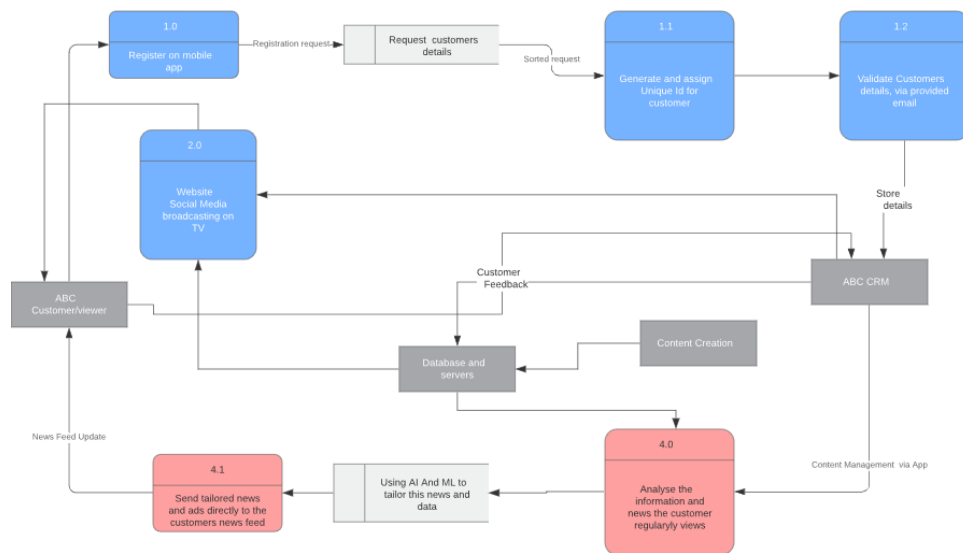 1.0
Register on mobile
app
Registration request
Request customers
details
Sorted request
1.1
Generate and assign
Unique Id for
customer
1.2
Validate Customers
details, via provided
email
2.0
Website
Social Media
broadcasting on
TV
Store
details
ABC
Customer/viewer
Customer
Feedback
ABC CRM
Database and
servers
Content Creation
News Feed Update
4.1
Send tailored news
and ads directly to the
customers news feed
Using AI And ML to
tailor this news and
data
4.0
Analyse the
information and
news the customer
regularyly views
Content Management via App